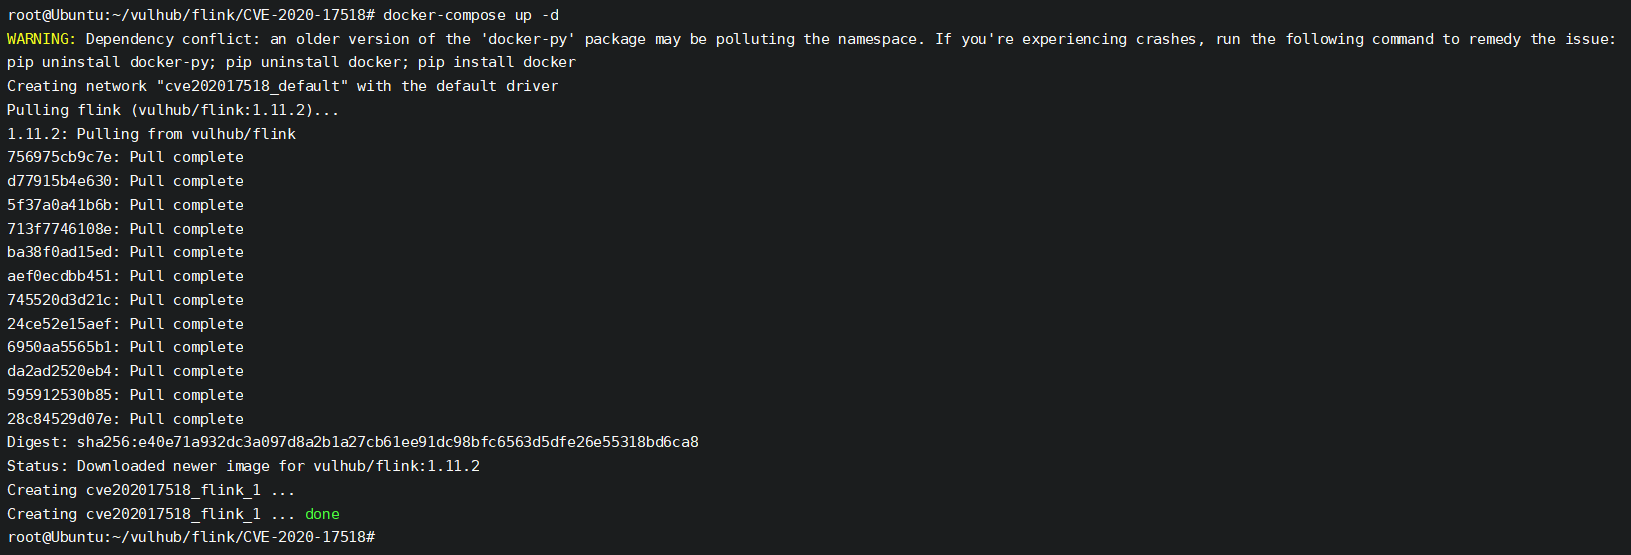 root@Ubuntu:~/vulhub/flink/CVE-2020-17518# docker-compose up -d
WARNING: Dependency conflict: an older version of the 'docker-py' package may be polluting the namespace. If you're experiencing crashes, run the following command to remedy the issue:
pip uninstall docker-py; pip uninstall docker; pip install docker
Creating network "cve202017518_default" with the default driver
Pulling flink (vulhub/flink:1.11.2)...
1.11.2: Pulling from vulhub/flink
756975cb9c7e: Pull complete
d77915b4e630: Pull complete
5f37a0a41b6b: Pull complete
713f7746108e: Pull complete
ba38f0ad15ed: Pull complete
aef0ecdbb451: Pull complete
745520d3d21c: Pull complete
24ce52e15aef: Pull complete
6950aa5565b1: Pull complete
da2ad2520eb4: Pull complete
595912530b85: Pull complete
28c84529d07e: Pull complete
Digest: sha256:e40e71a932dc3a097d8a2b1a27cb61ee91dc98bfc6563d5dfe26e55318bd6ca8
Status: Downloaded newer image for vulhub/flink:1.11.2
Creating cve202017518_flink_1 ...
Creating cve202017518_flink_1 ... done
root@Ubuntu:~/vulhub/flink/CVE-2020-17518#